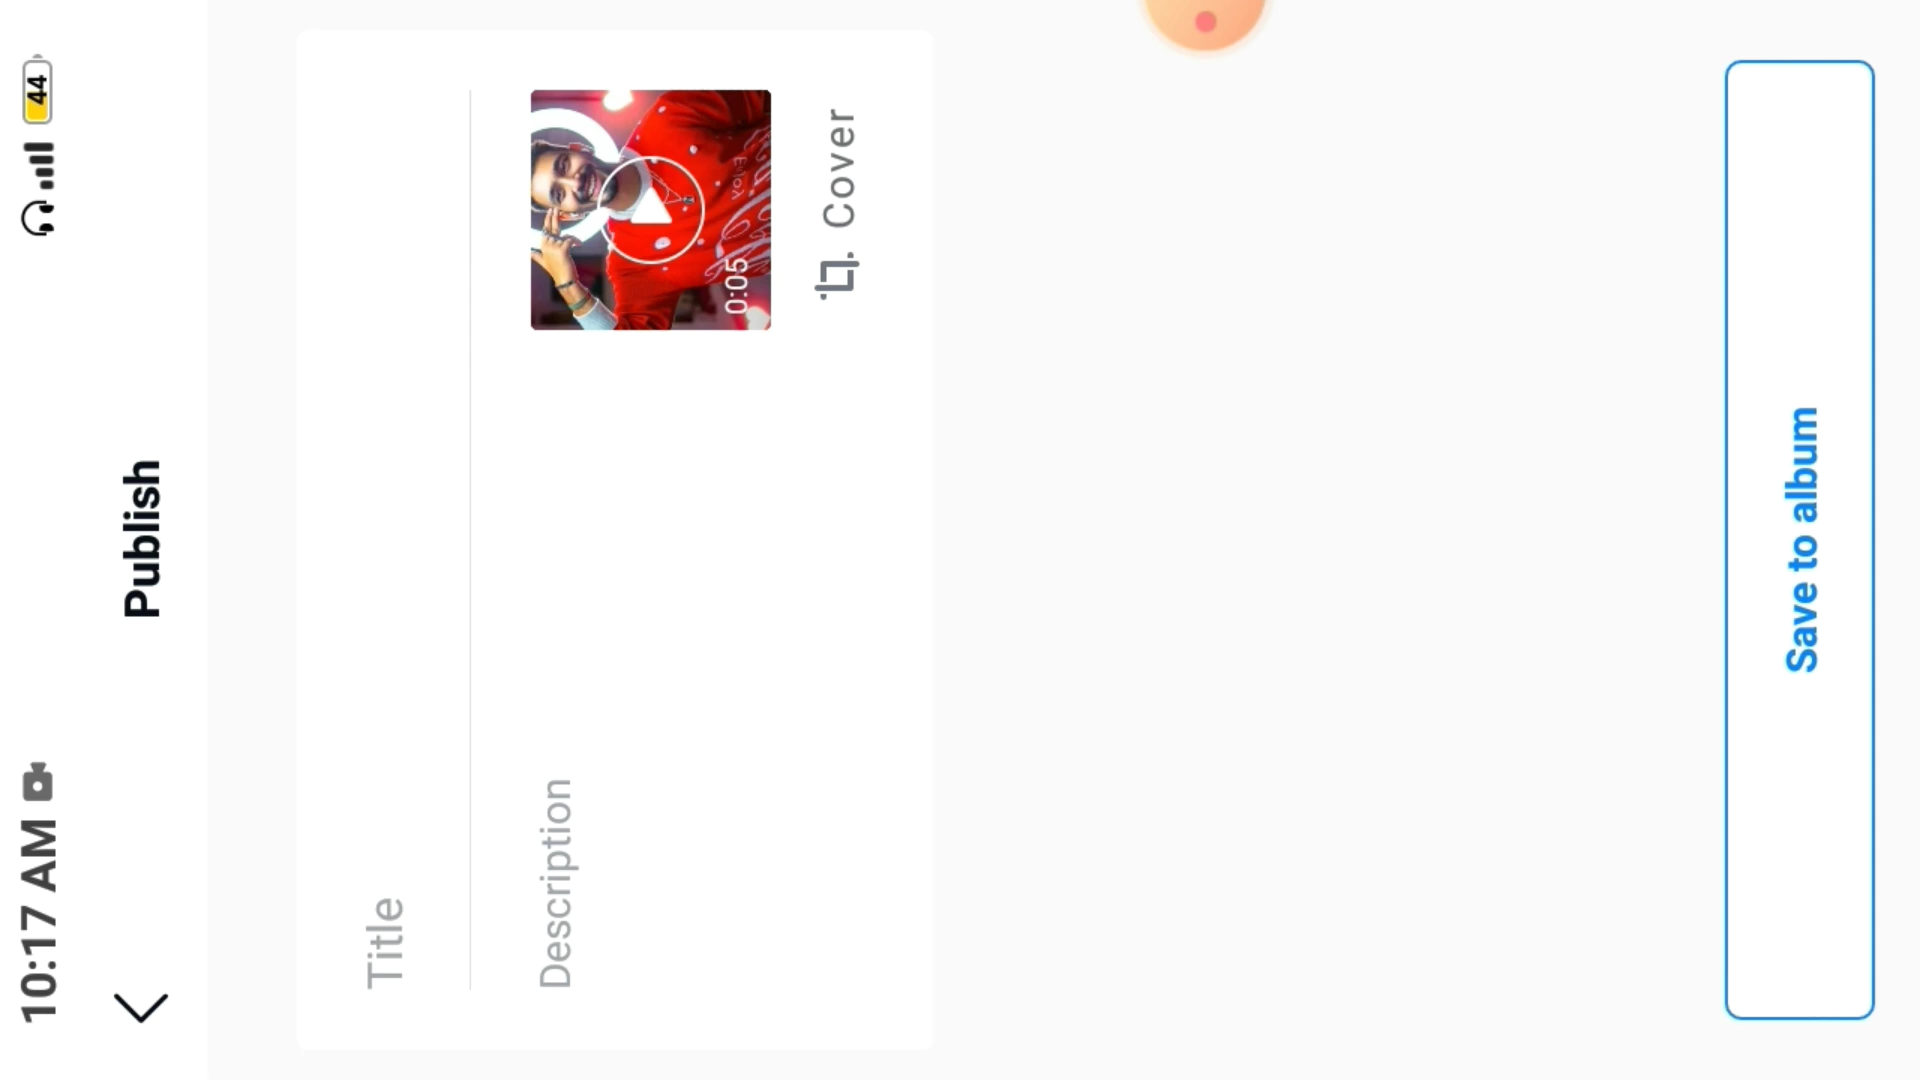 10:17 AM
44
Publish
Title
Description
0:05
Cover
Save to album